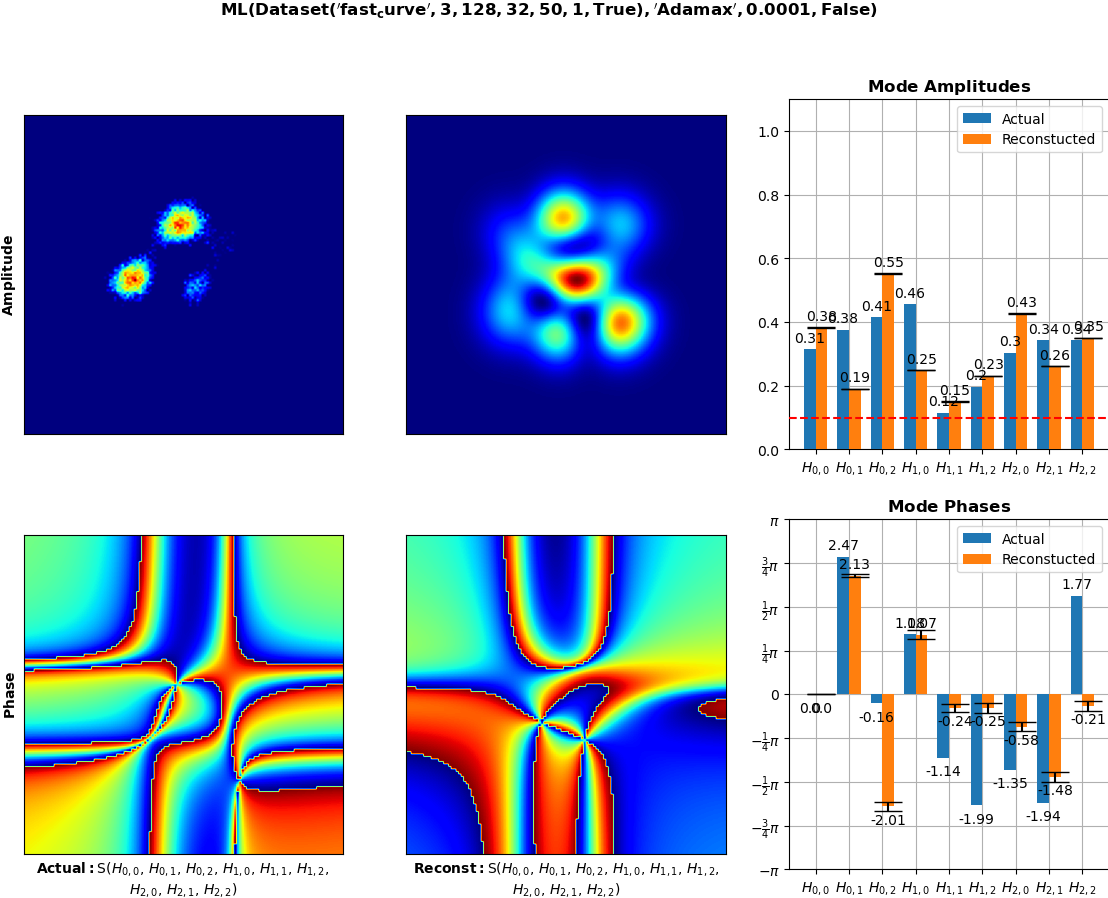 ML(Dataset('fast_curve', 3, 128, 32, 50, 1, True), 'Adamax', 0.0001, False)
Amplitude
Mode Amplitudes
Actual
Reconstucted
1.0
0.8
0.6
0.4
0.2
0.0
0.31
0.38
0.38
0.19
0.41
0.55
0.46
0.25
0.12
0.15
0.2
0.23
0.3
0.43
0.34
0.26
0.34
0.35
H0,0 H0,1 H0,2 H1,0 H1,1 H1,2 H2,0 H2,1 H2,2
Phase
Actual: S(H0,0, H0,1, H0,2, H1,0, H1,1, H1,2,
H2,0, H2,1, H2,2)
Reconst: S(H0,0, H0,1, H0,2, H1,0, H1,1, H1,2,
H2,0, H2,1, H2,2)
Mode Phases
Actual
Reconstucted
π
3/4π
1/2π
1/4π
0
−1/4π
−1/2π
−3/4π
−π
0.0
0.0
2.47
2.13
-0.16
-2.01
1.08
1.07
-1.14
-0.24
-1.99
-0.25
-1.35
-0.58
-1.94
-1.48
1.77
-0.21
H0,0 H0,1 H0,2 H1,0 H1,1 H1,2 H2,0 H2,1 H2,2